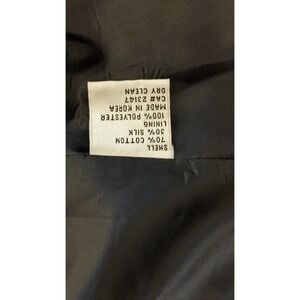 SHELL
70% COTTON
30% SILK
LINING
100% POLYESTER
MADE IN KOREA
CA# 23147
DRY CLEAN